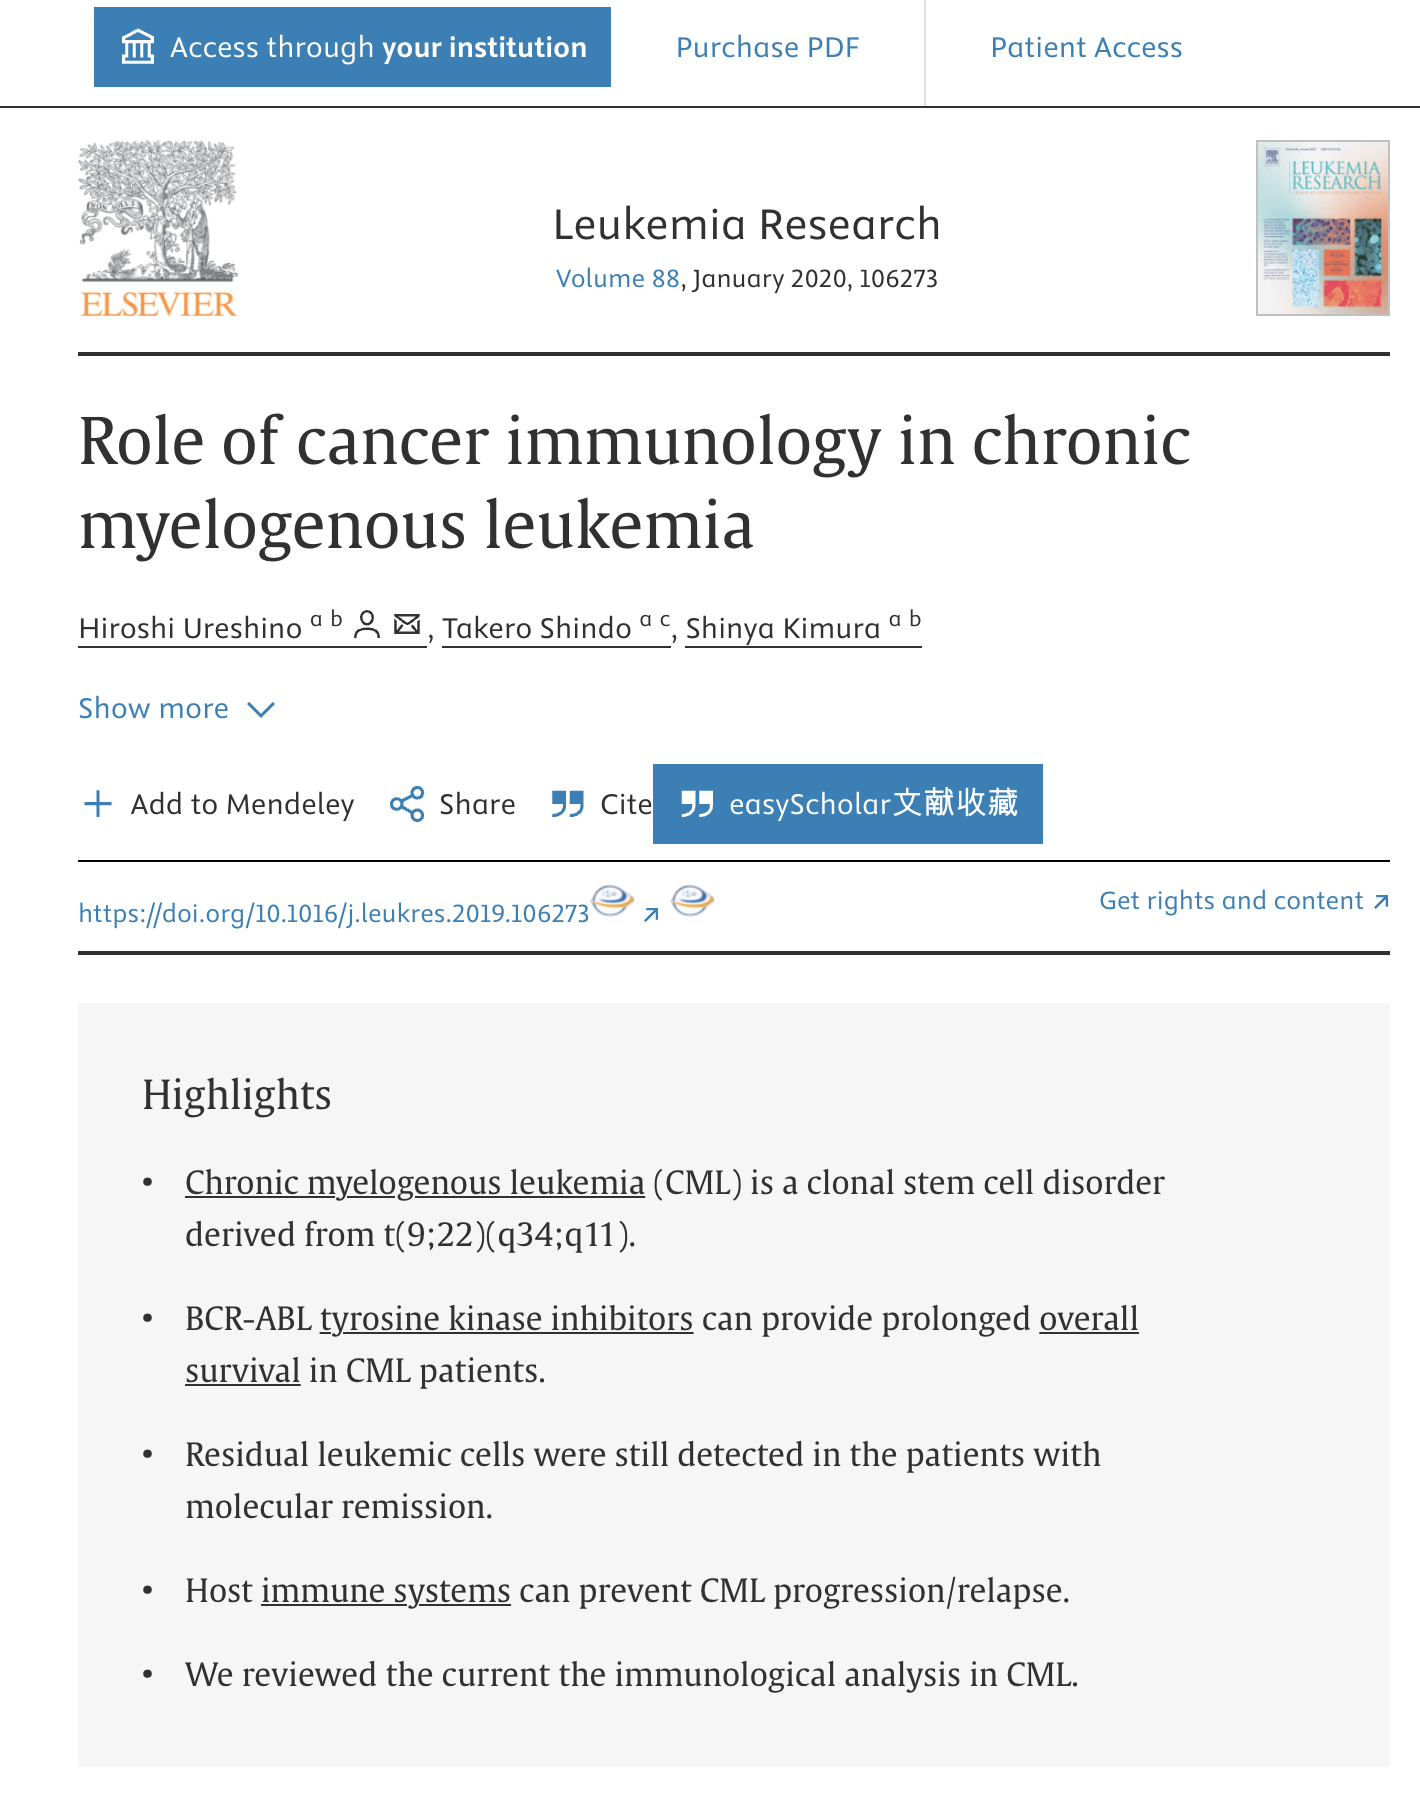 Access through your institution
Purchase PDF
Patient Access
ELSEVIER
Leukemia Research
Volume 88, January 2020, 106273
LEUKEMIA
RESEARCH
Role of cancer immunology in chronic
myelogenous leukemia
Hiroshi Ureshino a b, Takero Shindo a c, Shinya Kimura a b
Show more
Add to Mendeley
Share
Cite
easyScholar文献收藏
https://doi.org/10.1016/j.leukres.2019.106273
Get rights and content
Highlights
• Chronic myelogenous leukemia (CML) is a clonal stem cell disorder
derived from t(9;22)(q34;q11).
• BCR-ABL tyrosine kinase inhibitors can provide prolonged overall
survival in CML patients.
• Residual leukemic cells were still detected in the patients with
molecular remission.
• Host immune systems can prevent CML progression/relapse.
• We reviewed the current the immunological analysis in CML.